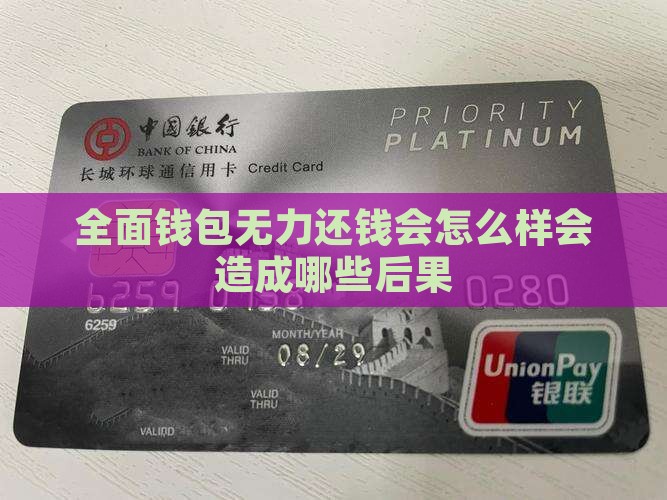 中国银行
BANK OF CHINA
长城环球通信用卡 Credit Card
PRIORITY
PLATINUM
全面钱包无力还钱会怎么样会
造成哪些后果
6259 0280
6259
MONTH/YEAR
VALID
THRU
08/29
VALID
THRU
UnionPay
银联